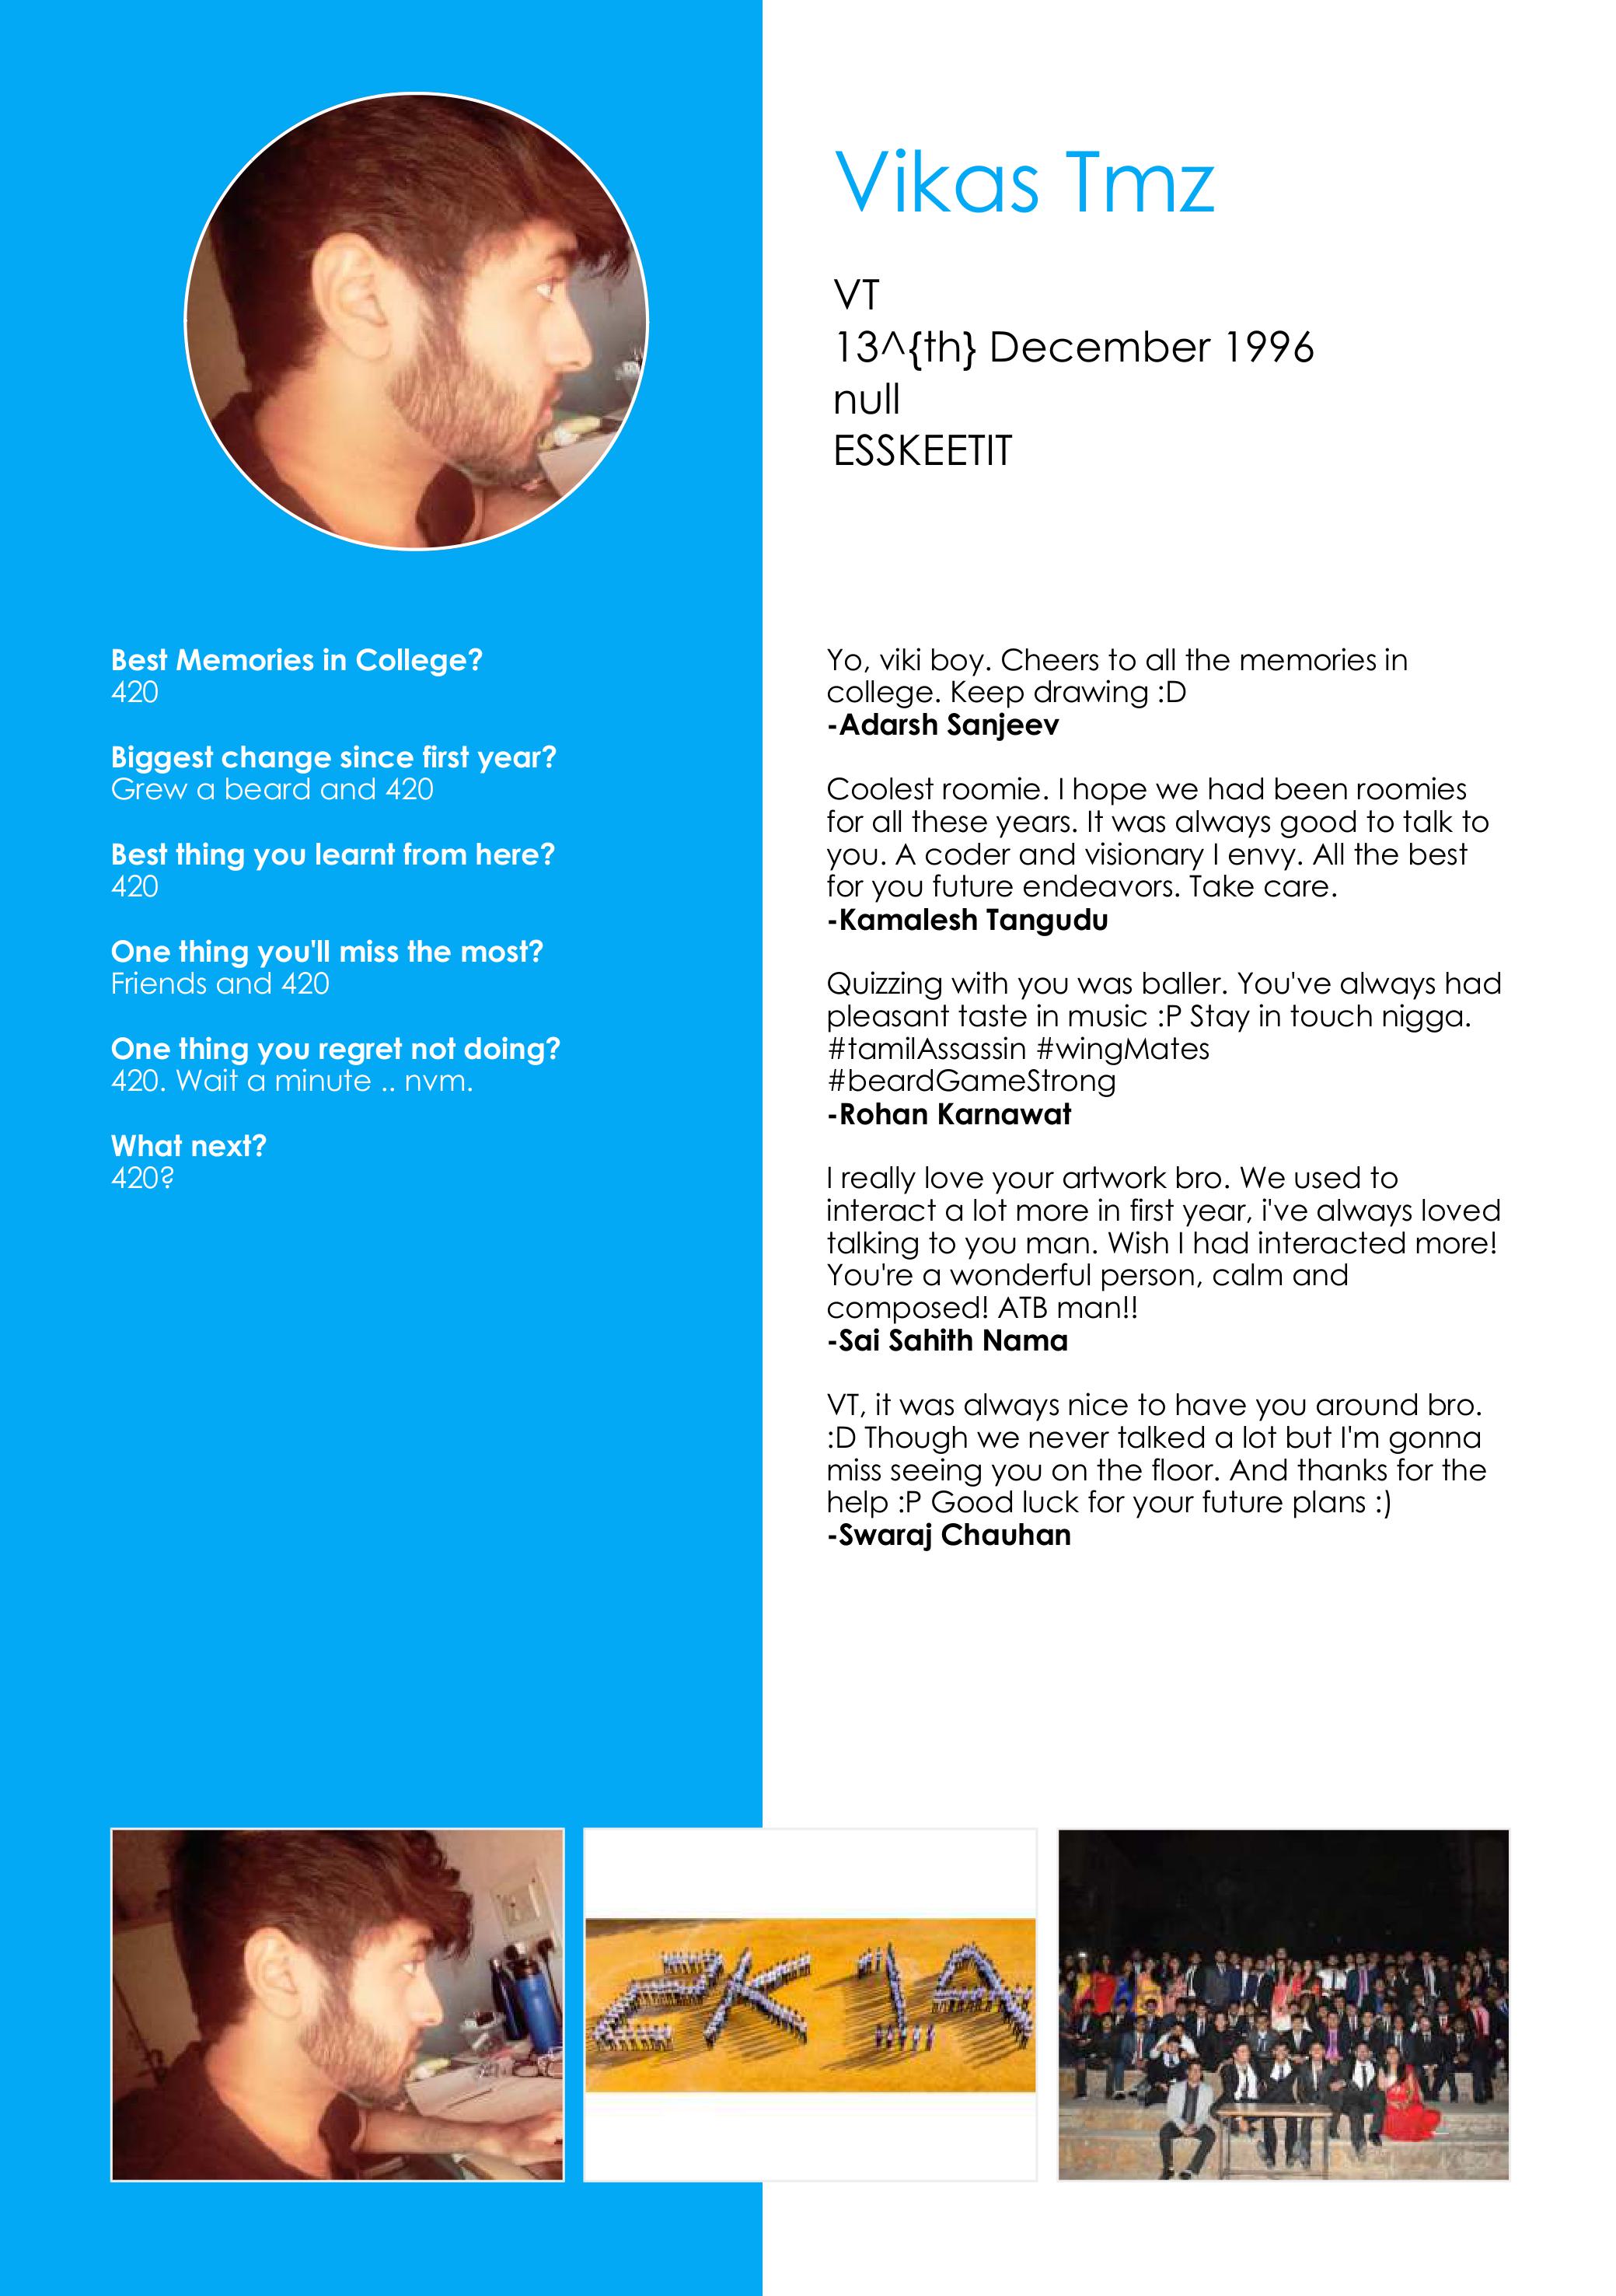 Vikas Tmz
VT
13^{th} December 1996
null
ESSKEETIT
Best Memories in College?
420
Biggest change since first year?
Grew a beard and 420
Best thing you learnt from here?
420
One thing you'll miss the most?
Friends and 420
One thing you regret not doing?
420. Wait a minute .. nvm.
What next?
420?
Yo, viki boy. Cheers to all the memories in
college. Keep drawing :D
-Adarsh Sanjeev
Coolest roomie. I hope we had been roomies
for all these years. It was always good to talk to
you. A coder and visionary I envy. All the best
for you future endeavors. Take care.
-Kamalesh Tangudu
Quizzing with you was baller. You've always had
pleasant taste in music :P Stay in touch nigga.
#tamilAssassin #wingMates
#beardGameStrong
-Rohan Karnawat
I really love your artwork bro. We used to
interact a lot more in first year, i've always loved
talking to you man. Wish I had interacted more!
You're a wonderful person, calm and
composed! ATB man!!
-Sai Sahith Nama
VT, it was always nice to have you around bro.
:D Though we never talked a lot but I'm gonna
miss seeing you on the floor. And thanks for the
help :P Good luck for your future plans :)
-Swaraj Chauhan
2K 14